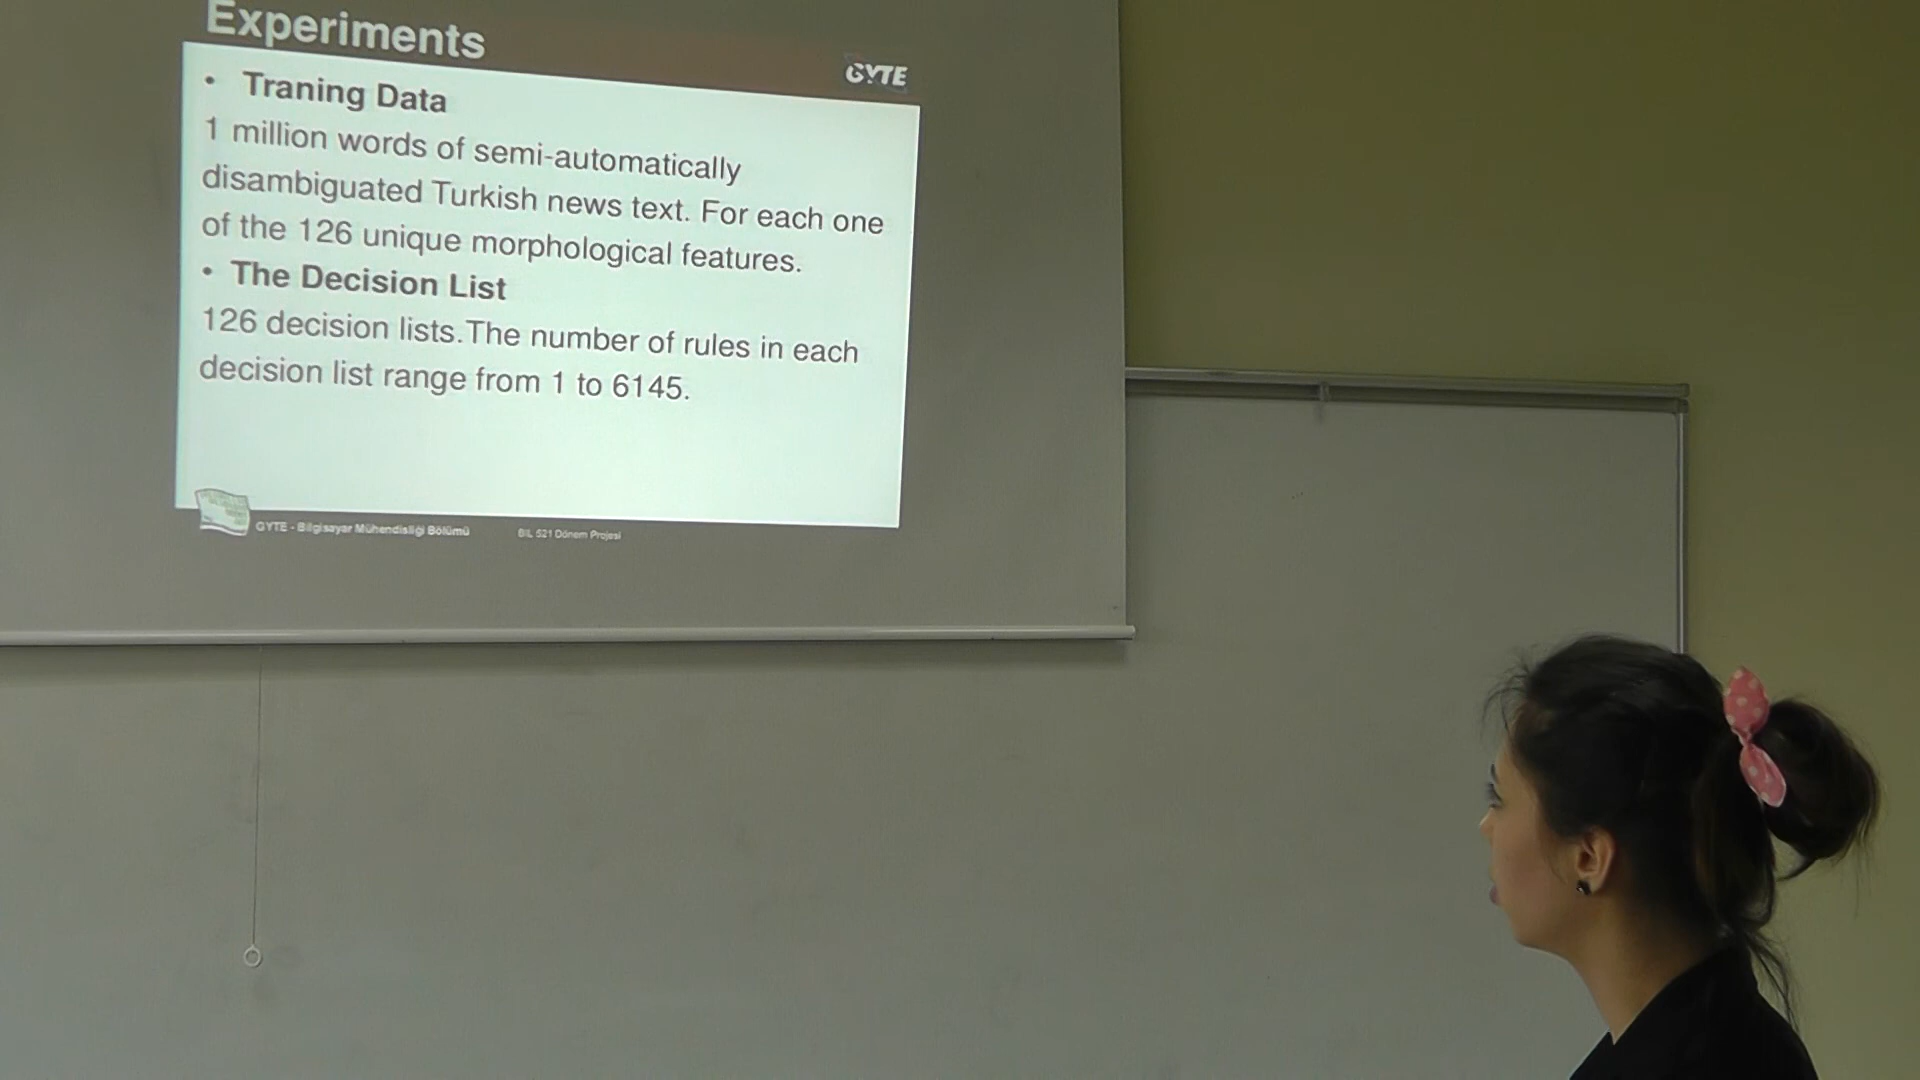 Experiments
GYTE
• Traning Data
1 million words of semi-automatically
disambiguated Turkish news text. For each one
of the 126 unique morphological features.
• The Decision List
126 decision lists.The number of rules in each
decision list range from 1 to 6145.
GYTE - Bilgisayar Mühendisliği Bölümü
BİL 521 Dönem Projesi